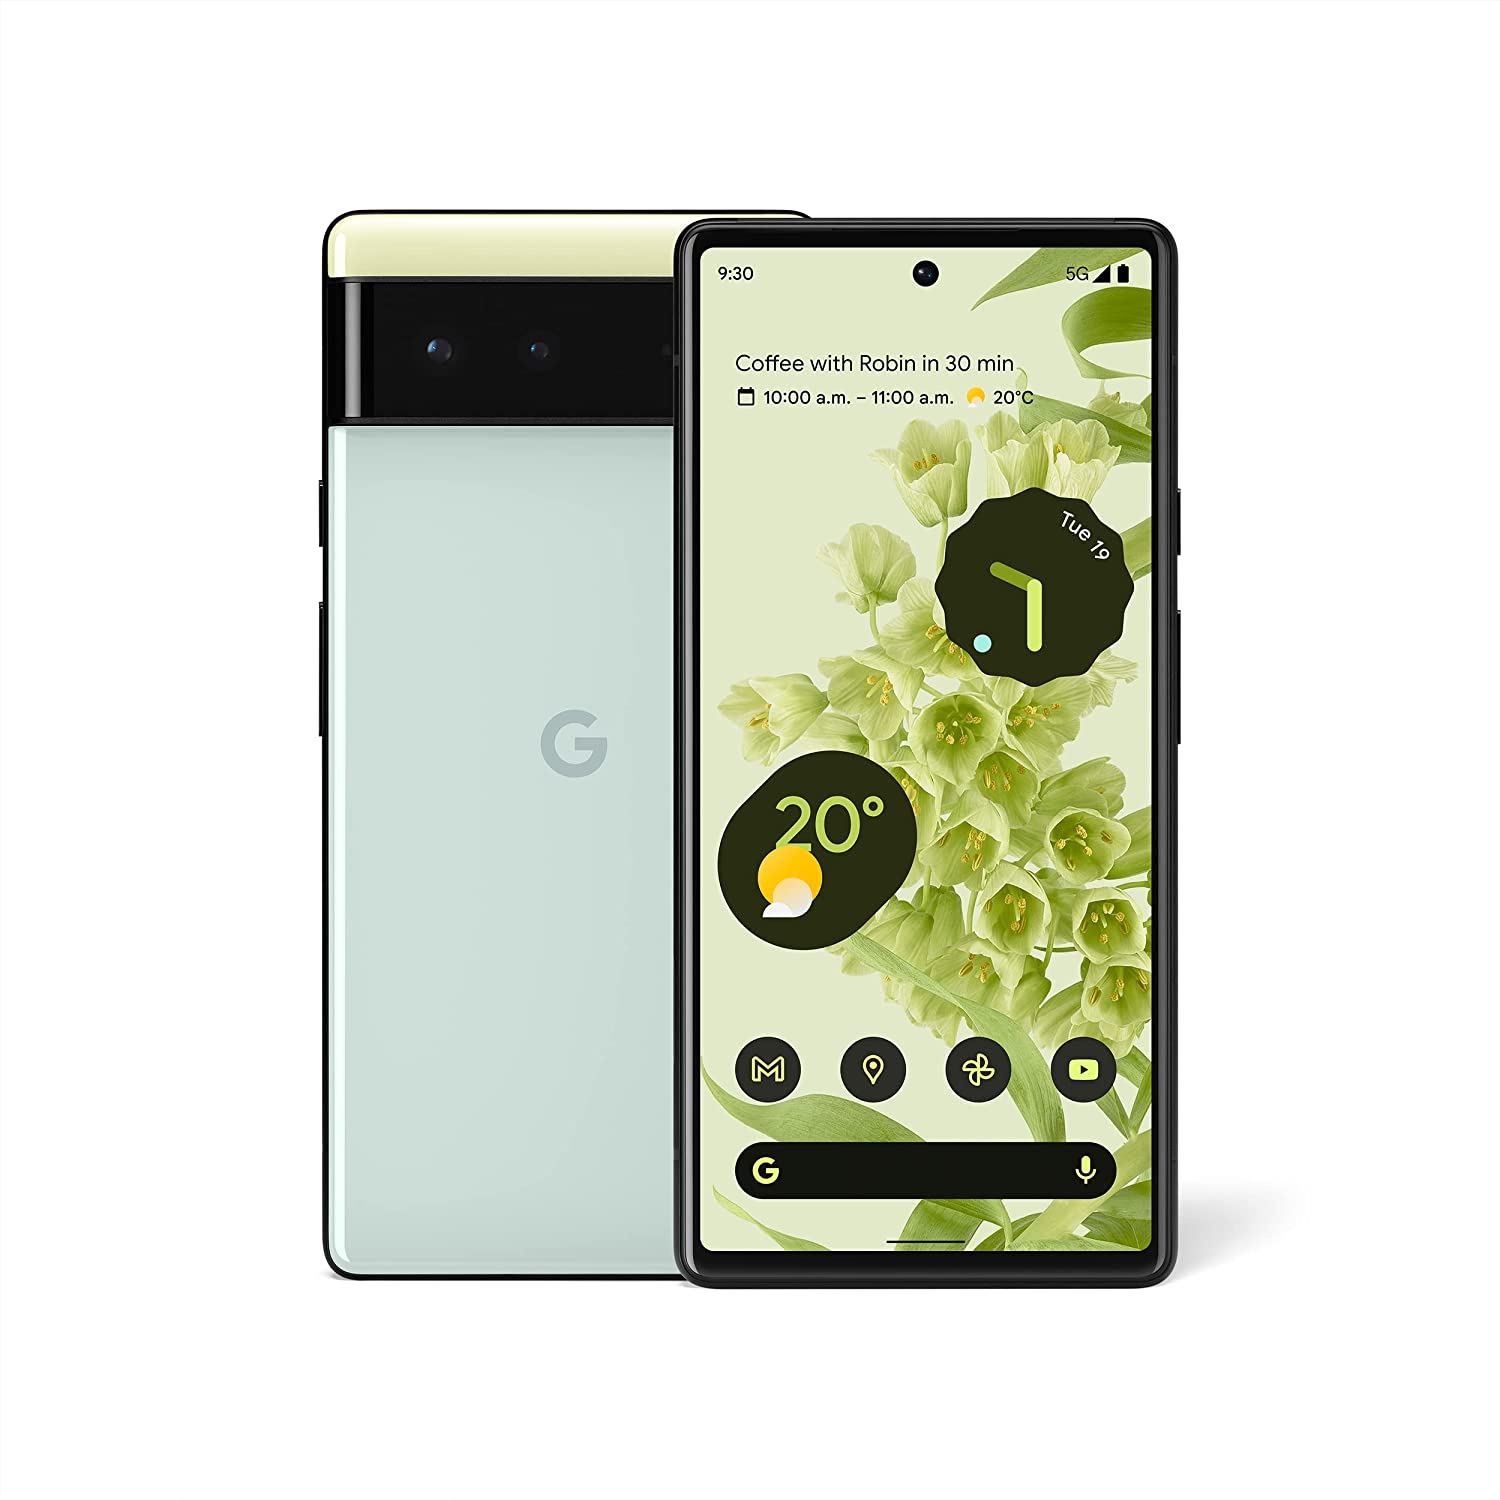 9:30
5G
Coffee with Robin in 30 min
10:00 a.m. – 11:00 a.m. 20°C
Tue 19
20°
G
M
G